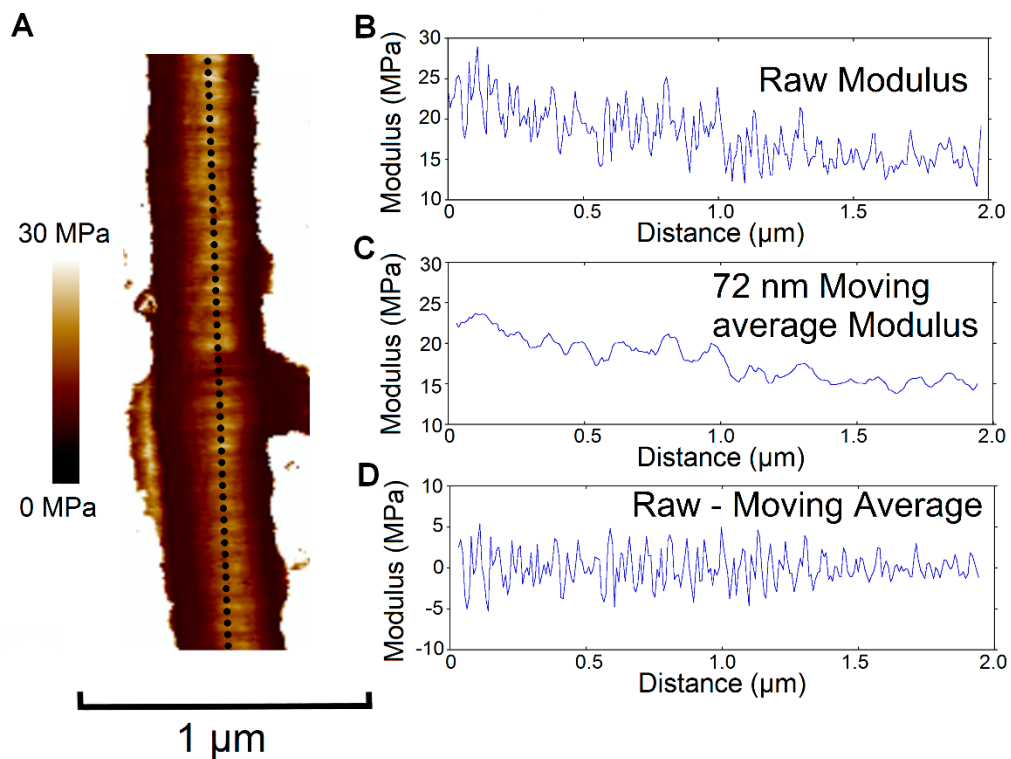 A
30 MPa
0 MPa
1 µm
B
Modulus (MPa)
30
25
20
15
10
Raw Modulus
0
0.5
1.0
1.5
2.0
Distance (µm)
C
Modulus (MPa)
30
25
20
15
10
72 nm Moving
average Modulus
0
0.5
1.0
1.5
2.0
Distance (µm)
D
Modulus (MPa)
10
5
0
-5
-10
Raw - Moving Average
0
0.5
1.0
1.5
2.0
Distance (µm)